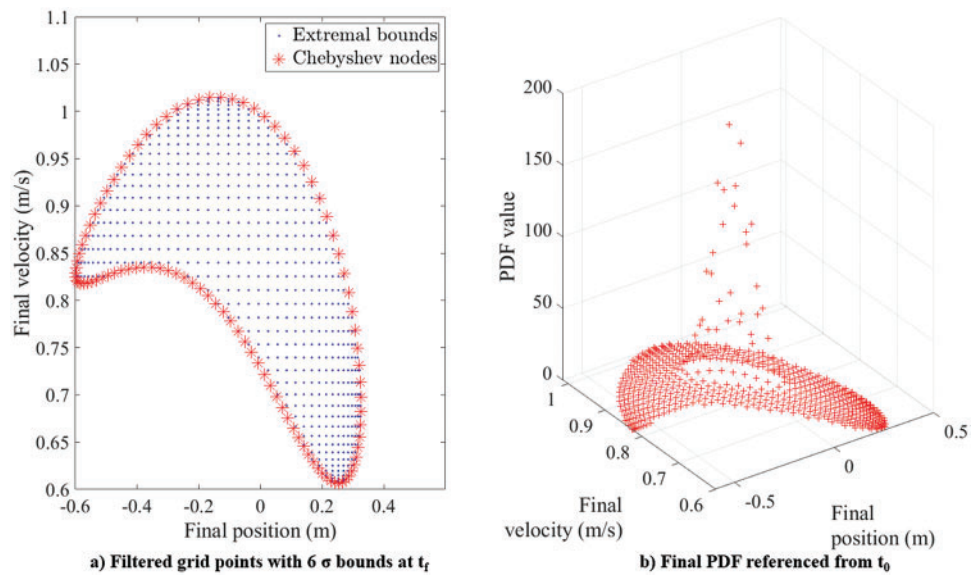 1.1
1.05
1
0.95
0.9
0.85
0.8
0.75
0.7
0.65
0.6
Final velocity (m/s)
Extremal bounds
Chebyshev nodes
-0.6
-0.4
-0.2
0
0.2
0.4
Final position (m)
a) Filtered grid points with 6 σ bounds at tf
200
150
100
50
0
PDF value
1
0.9
0.8
0.7
0.6
Final
velocity (m/s)
-0.5
0
0.5
Final
position (m)
b) Final PDF referenced from t0